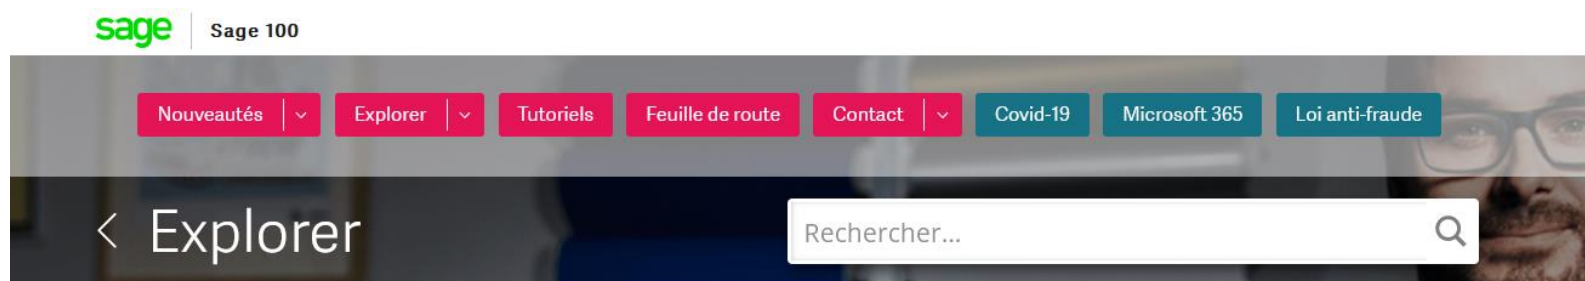 sage Sage 100
Nouveautés Explorer Tutoriels Feuille de route Contact Covid-19 Microsoft 365 Loi anti-fraude
Explorer Rechercher...